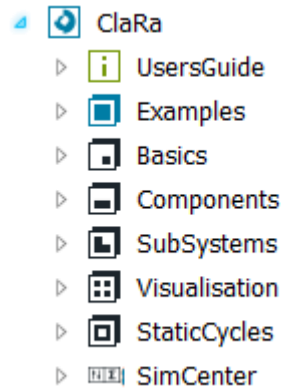 ClaRa
UsersGuide
Examples
Basics
Components
SubSystems
Visualisation
StaticCycles
SimCenter